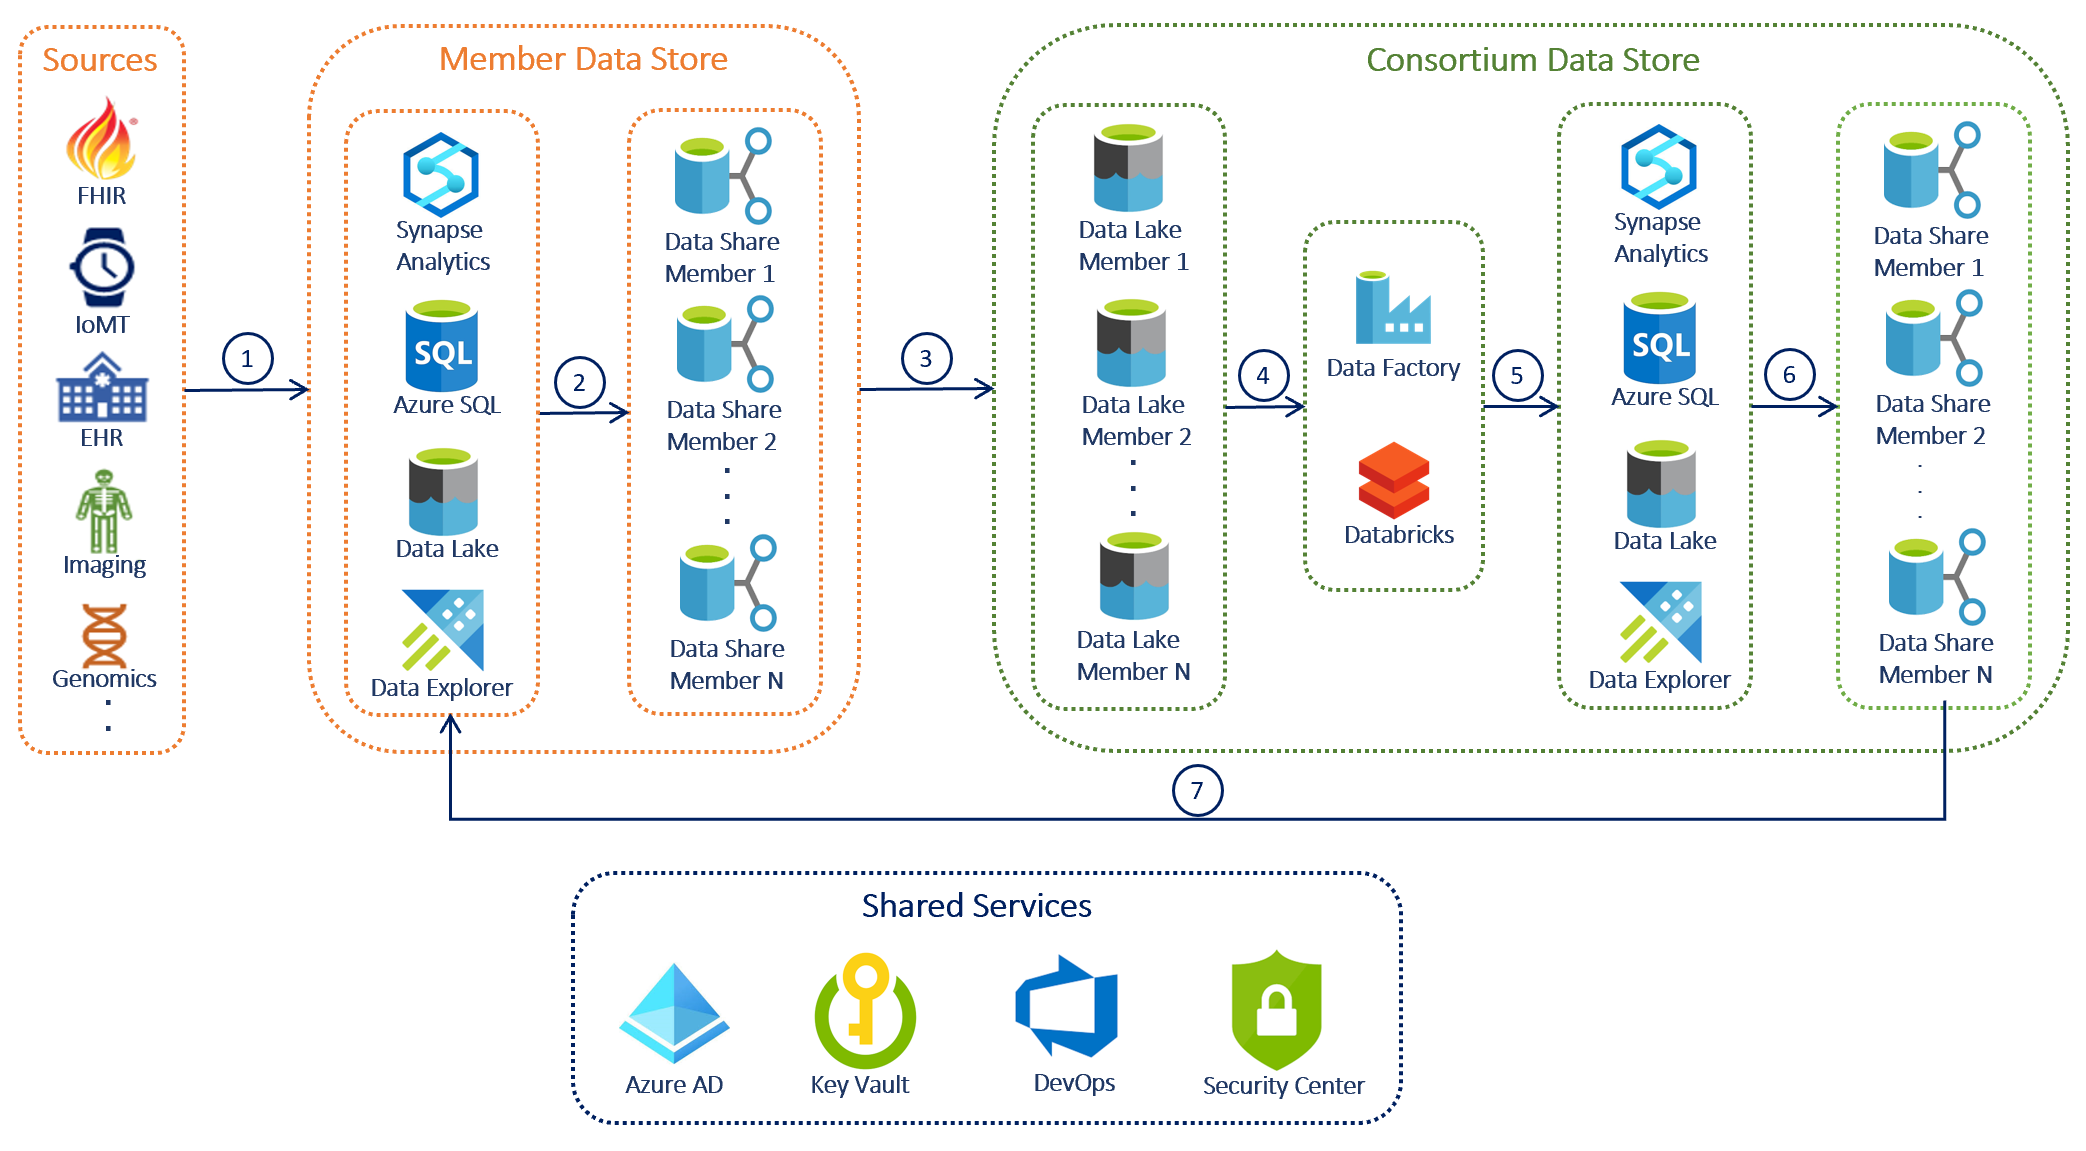 Sources
FHIR
IoMT
EHR
Imaging
Genomics
1
Member Data Store
Synapse
Analytics
Azure SQL
Data Lake
Data Explorer
2
Data Share
Member 1
Data Share
Member 2
Data Share
Member N
3
Consortium Data Store
Data Lake
Member 1
Data Lake
Member 2
Data Lake
Member N
4
Data Factory
Databricks
5
Synapse
Analytics
SQL
Azure SQL
Data Lake
Data Explorer
6
Data Share
Member 1
Data Share
Member 2
Data Share
Member N
7
SQL
Shared Services
Azure AD
Key Vault
DevOps
Security Center